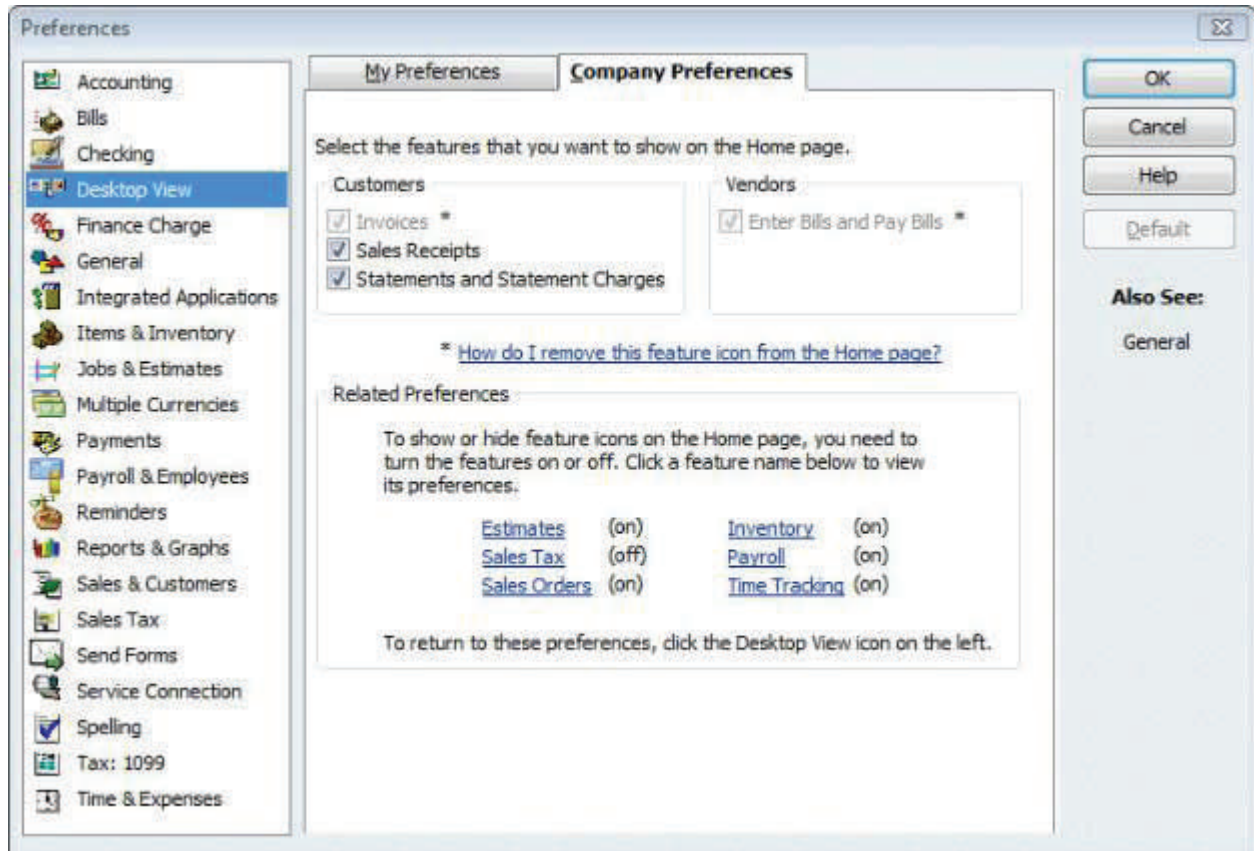 Preferences
Accounting
Bills
Checking
Desktop View
Finance Charge
General
Integrated Applications
Items & Inventory
Jobs & Estimates
Multiple Currencies
Payments
Payroll & Employees
Reminders
Reports & Graphs
Sales & Customers
Sales Tax
Send Forms
Service Connection
Spelling
Tax: 1099
Time & Expenses
My Preferences
Company Preferences
Select the features that you want to show on the Home page.
Customers
Invoices *
Sales Receipts
Statements and Statement Charges
Vendors
Enter Bills and Pay Bills *
* How do I remove this feature icon from the Home page?
Related Preferences
To show or hide feature icons on the Home page, you need to
turn the features on or off. Click a feature name below to view
its preferences.
Estimates (on) Inventory (on)
Sales Tax (off) Payroll (on)
Sales Orders (on) Time Tracking (on)
To return to these preferences, click the Desktop View icon on the left.
OK
Cancel
Help
Default
Also See:
General